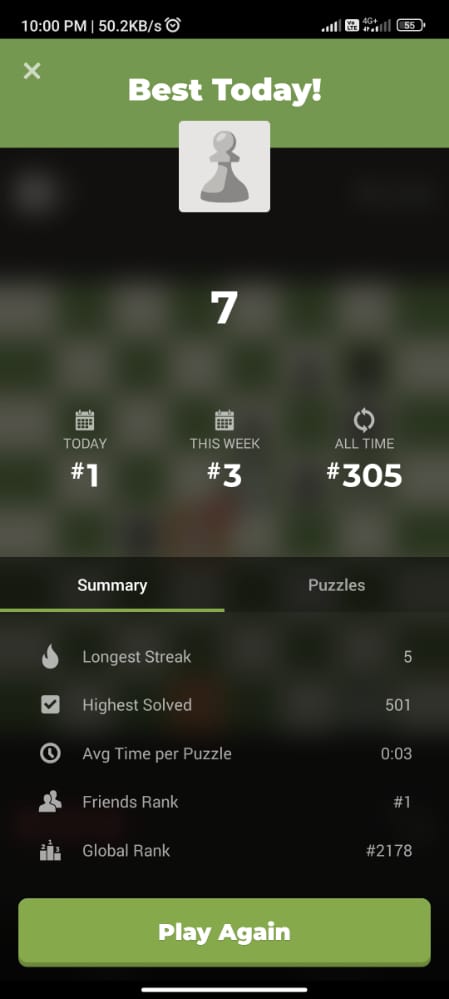 10:00 PM | 50.2KB/s
4G+
55
Best Today!
7
TODAY
THIS WEEK
ALL TIME
#1
#3
#305
Summary
Puzzles
Longest Streak
5
Highest Solved
501
Avg Time per Puzzle
0:03
Friends Rank
#1
Global Rank
#2178
Play Again